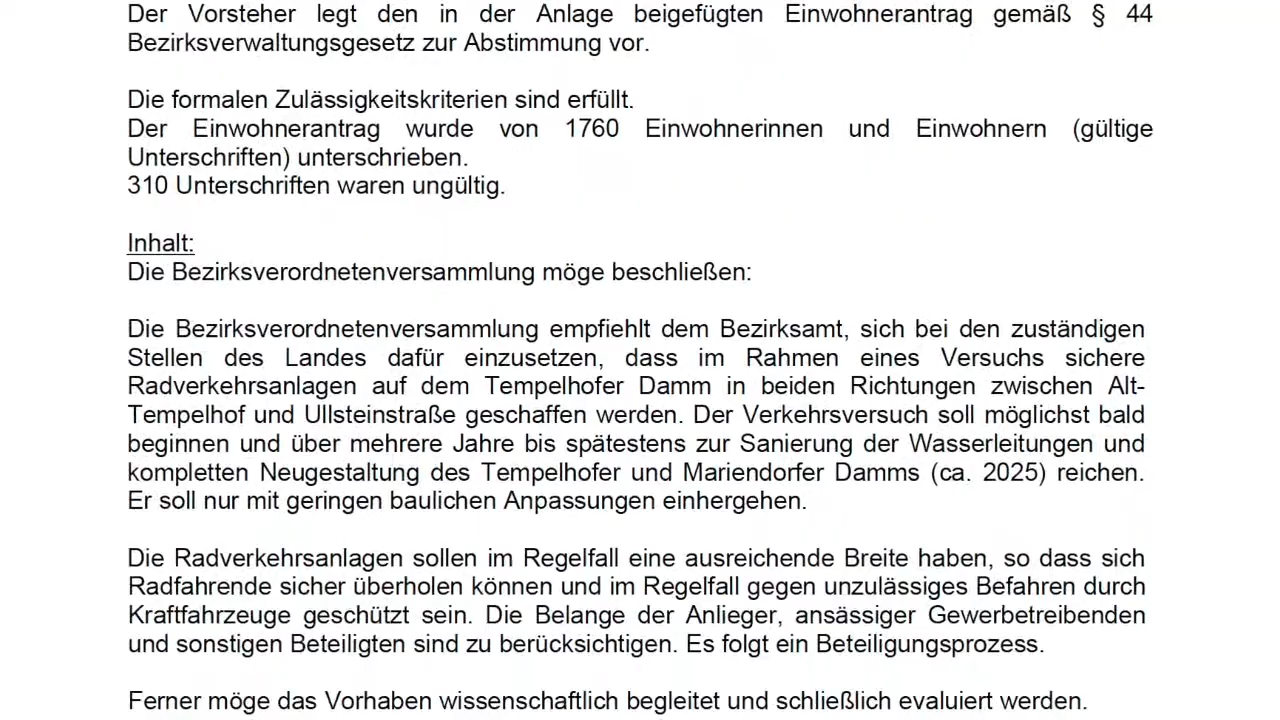 Der Vorsteher legt den in der Anlage beigefügten Einwohnerantrag gemäß § 44
Bezirksverwaltungsgesetz zur Abstimmung vor.
Die formalen Zulässigkeitskriterien sind erfüllt.
Der Einwohnerantrag wurde von 1760 Einwohnerinnen und Einwohnern (gültige
Unterschriften) unterschrieben.
310 Unterschriften waren ungültig.
Inhalt:
Die Bezirksverordnetenversammlung möge beschließen:
Die Bezirksverordnetenversammlung empfiehlt dem Bezirksamt, sich bei den zuständigen
Stellen des Landes dafür einzusetzen, dass im Rahmen eines Versuchs sichere
Radverkehrsanlagen auf dem Tempelhofer Damm in beiden Richtungen zwischen Alt-
Tempelhof und Ullsteinstraße geschaffen werden. Der Verkehrsversuch soll möglichst bald
beginnen und über mehrere Jahre bis spätestens zur Sanierung der Wasserleitungen und
kompletten Neugestaltung des Tempelhofer und Mariendorfer Damms (ca. 2025) reichen.
Er soll nur mit geringen baulichen Anpassungen einhergehen.
Die Radverkehrsanlagen sollen im Regelfall eine ausreichende Breite haben, so dass sich
Radfahrende sicher überholen können und im Regelfall gegen unzulässiges Befahren durch
Kraftfahrzeuge geschützt sein. Die Belange der Anlieger, ansässiger Gewerbetreibenden
und sonstigen Beteiligten sind zu berücksichtigen. Es folgt ein Beteiligungsprozess.
Ferner möge das Vorhaben wissenschaftlich begleitet und schließlich evaluiert werden.